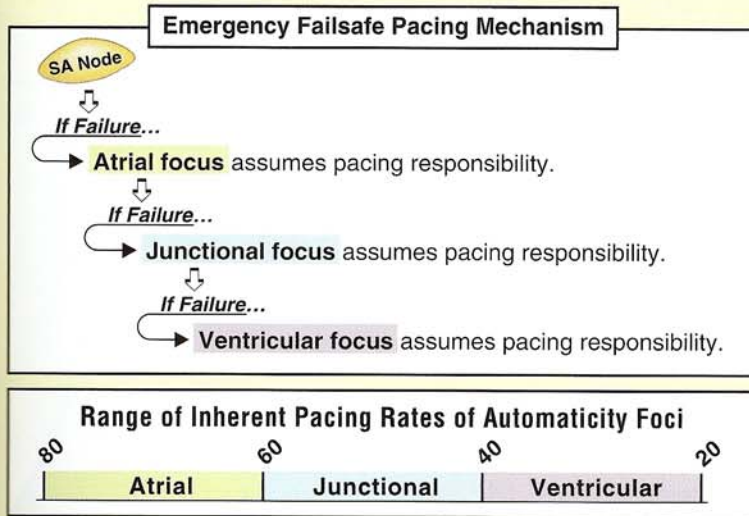 Emergency Failsafe Pacing Mechanism
SA Node
If Failure...
Atrial focus assumes pacing responsibility.
If Failure...
Junctional focus assumes pacing responsibility.
If Failure...
Ventricular focus assumes pacing responsibility.
Range of Inherent Pacing Rates of Automaticity Foci
80 60 40 20
Atrial Junctional Ventricular